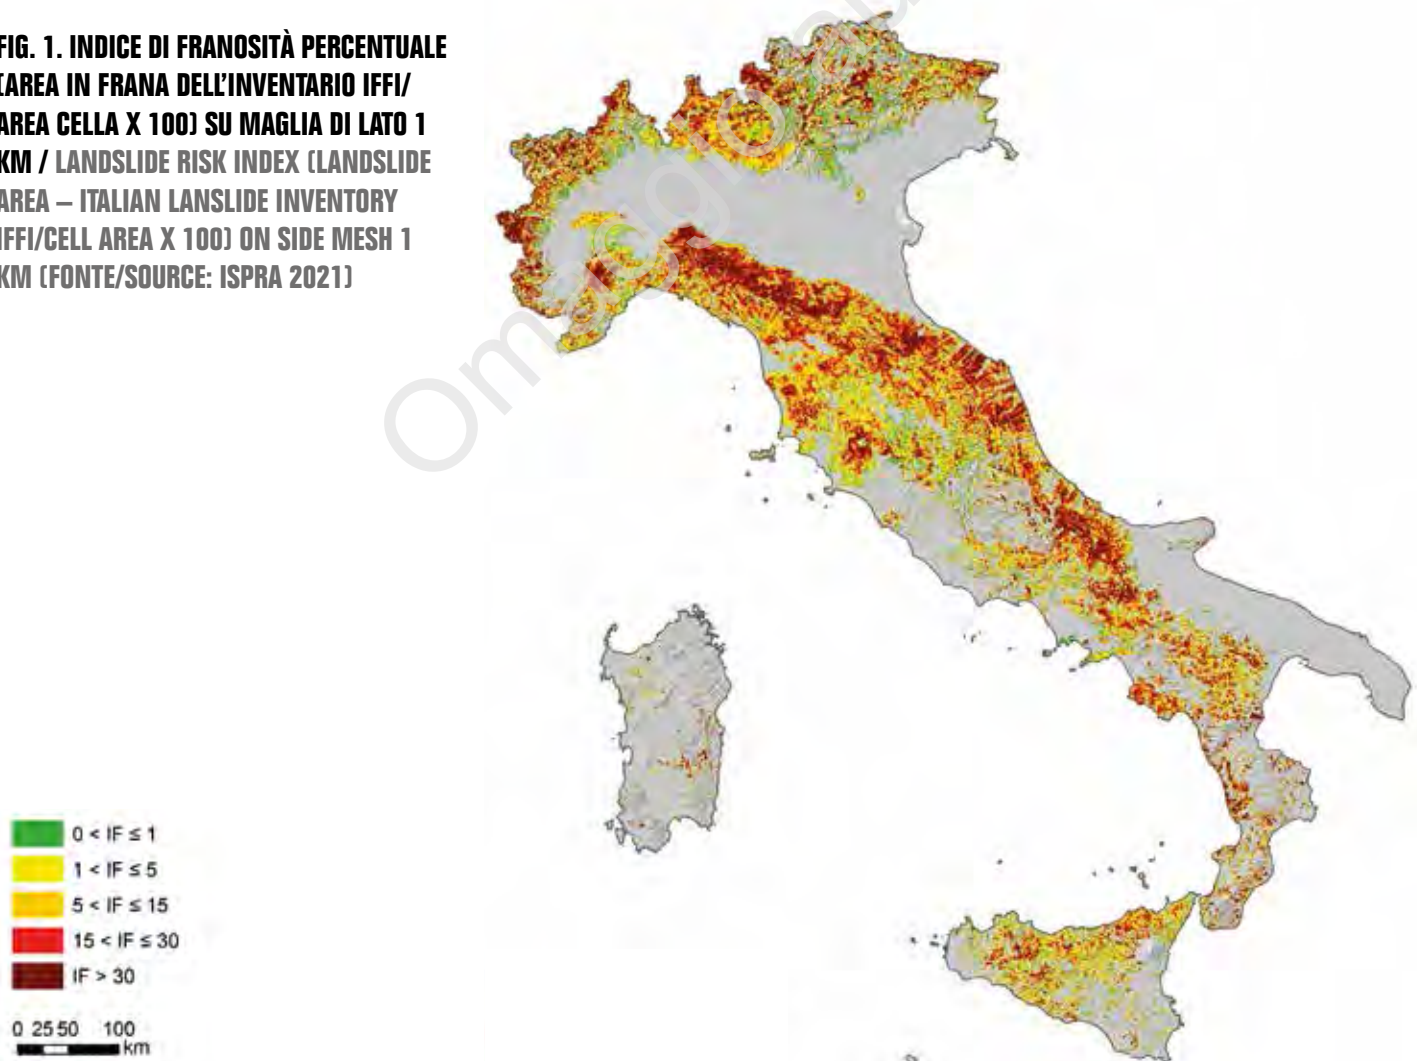 FIG. 1. INDICE DI FRANOSITÀ PERCENTUALE
(AREA IN FRANA DELL'INVENTARIO IFFI/
AREA CELLA X 100) SU MAGLIA DI LATO 1
KM / LANDSLIDE RISK INDEX (LANDSLIDE
AREA – ITALIAN LANSLIDE INVENTORY
IFFI/CELL AREA X 100) ON SIDE MESH 1
KM (FONTE/SOURCE: ISPRA 2021)
0 < IF ≤ 1
1 < IF ≤ 5
5 < IF ≤ 15
15 < IF ≤ 30
IF > 30
0 25 50 100
km